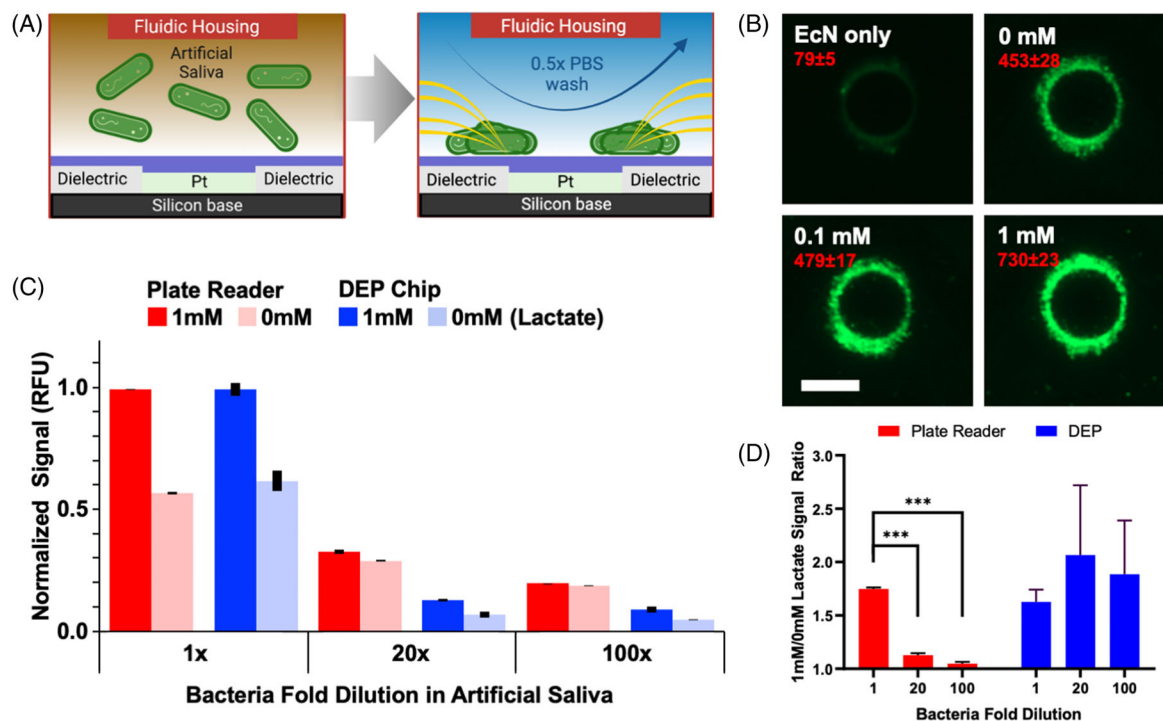 (A)
Fluidic Housing
Artificial
Saliva
Dielectric
Pt
Dielectric
Silicon base
Fluidic Housing
0.5x PBS
wash
Dielectric
Pt
Dielectric
Silicon base
(B)
EcN only
79±5
0 mM
453±28
0.1 mM
479±17
1 mM
730±23
(C)
Plate Reader
1mM 0mM
DEP Chip
1mM 0mM (Lactate)
Normalized Signal (RFU)
1.0
0.5
0.0
1x 20x 100x
Bacteria Fold Dilution in Artificial Saliva
(D)
Plate Reader DEP
1mM/0mM Lactate Signal Ratio
3.0
2.5
2.0
1.5
1.0
***
***
1 20 100 1 20 100
Bacteria Fold Dilution